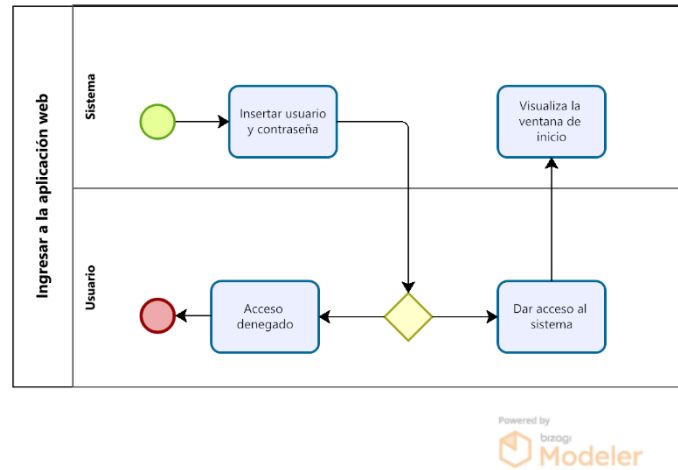 Ingresar a la aplicación web
Sistema
Insertar usuario
y contraseña
Visualiza la
ventana de
inicio
Usuario
Acceso
denegado
Dar acceso al
sistema
Powered by
bizagi
Modeler